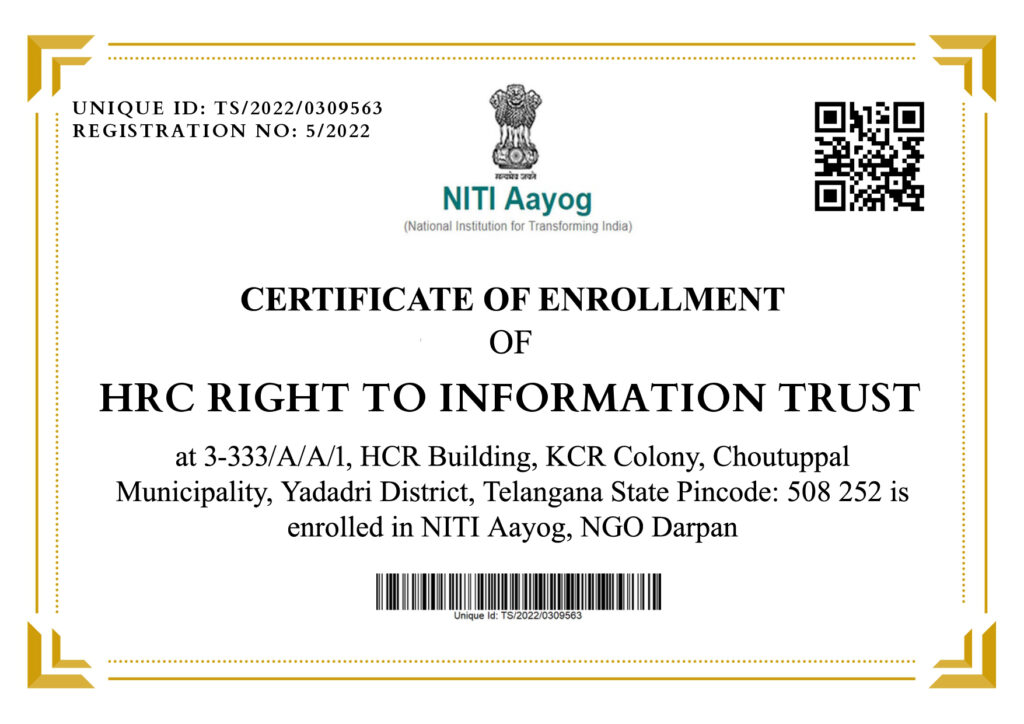 UNIQUE ID: TS/2022/0309563
REGISTRATION NO: 5/2022
सत्यमेव जयते
NITI Aayog
(National Institution for Transforming India)
CERTIFICATE OF ENROLLMENT
OF
HRC RIGHT TO INFORMATION TRUST
at 3-333/A/A/1, HCR Building, KCR Colony, Choutuppal
Municipality, Yadadri District, Telangana State Pincode: 508 252 is
enrolled in NITI Aayog, NGO Darpan
Unique Id: TS/2022/0309563